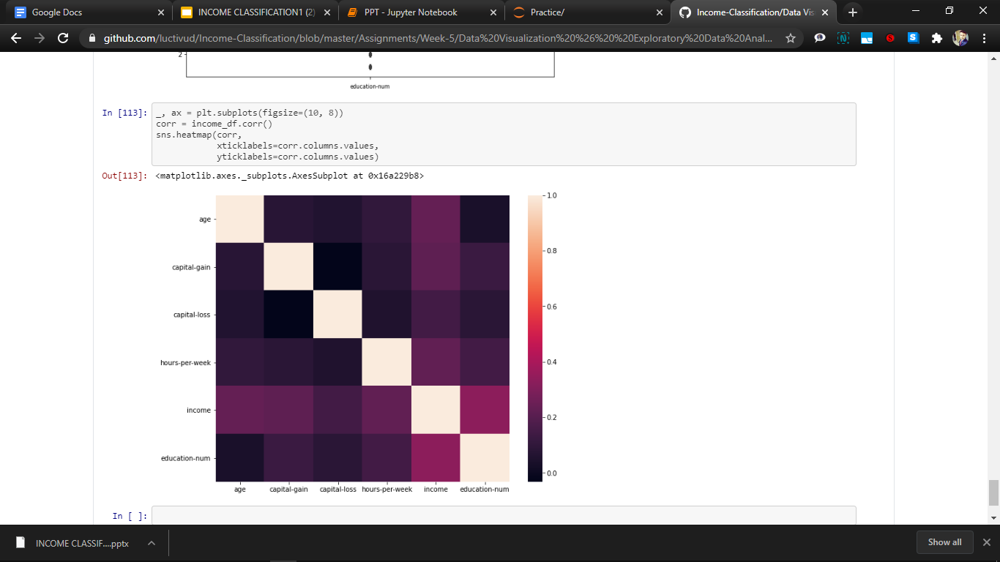 Google Docs
INCOME CLASSIFICATION1 (2)
PPT - Jupyter Notebook
Practice/
Income-Classification/Data Vis
github.com/luctivud/Income-Classification/blob/master/Assignments/Week-5/Data%20Visualization%20%26%20%20Exploratory%20Data%20Anal...
2
education-num
In [113]:
_, ax = plt.subplots(figsize=(10, 8))
corr = income_df.corr()
sns.heatmap(corr,
xticklabels=corr.columns.values,
yticklabels=corr.columns.values)
Out[113]: <matplotlib.axes._subplots.AxesSubplot at 0x16a229b8>
age
capital-gain
capital-loss
hours-per-week
income
education-num
age capital-gain capital-loss hours-per-week income education-num
1.0
0.8
0.6
0.4
0.2
0.0
In [ ]:
INCOME CLASSIF....pptx
Show all